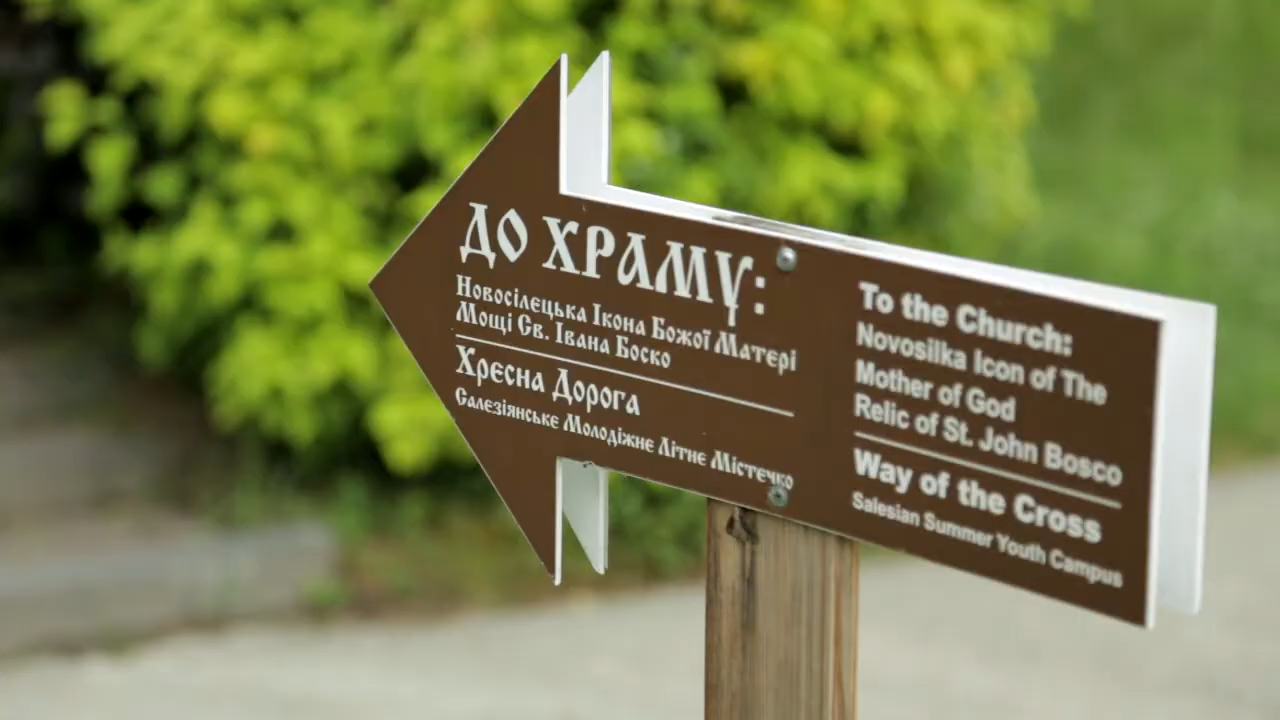 ДО ХРАМУ:
Новосілецька Ікона Божої Матері
Мощі Св. Івана Боско
Хресна Дорога
Салезіянське Молодіжне Літнє Містечко
To the Church:
Novosilka Icon of The
Mother of God
Relic of St. John Bosco
Way of the Cross
Salesian Summer Youth Campus